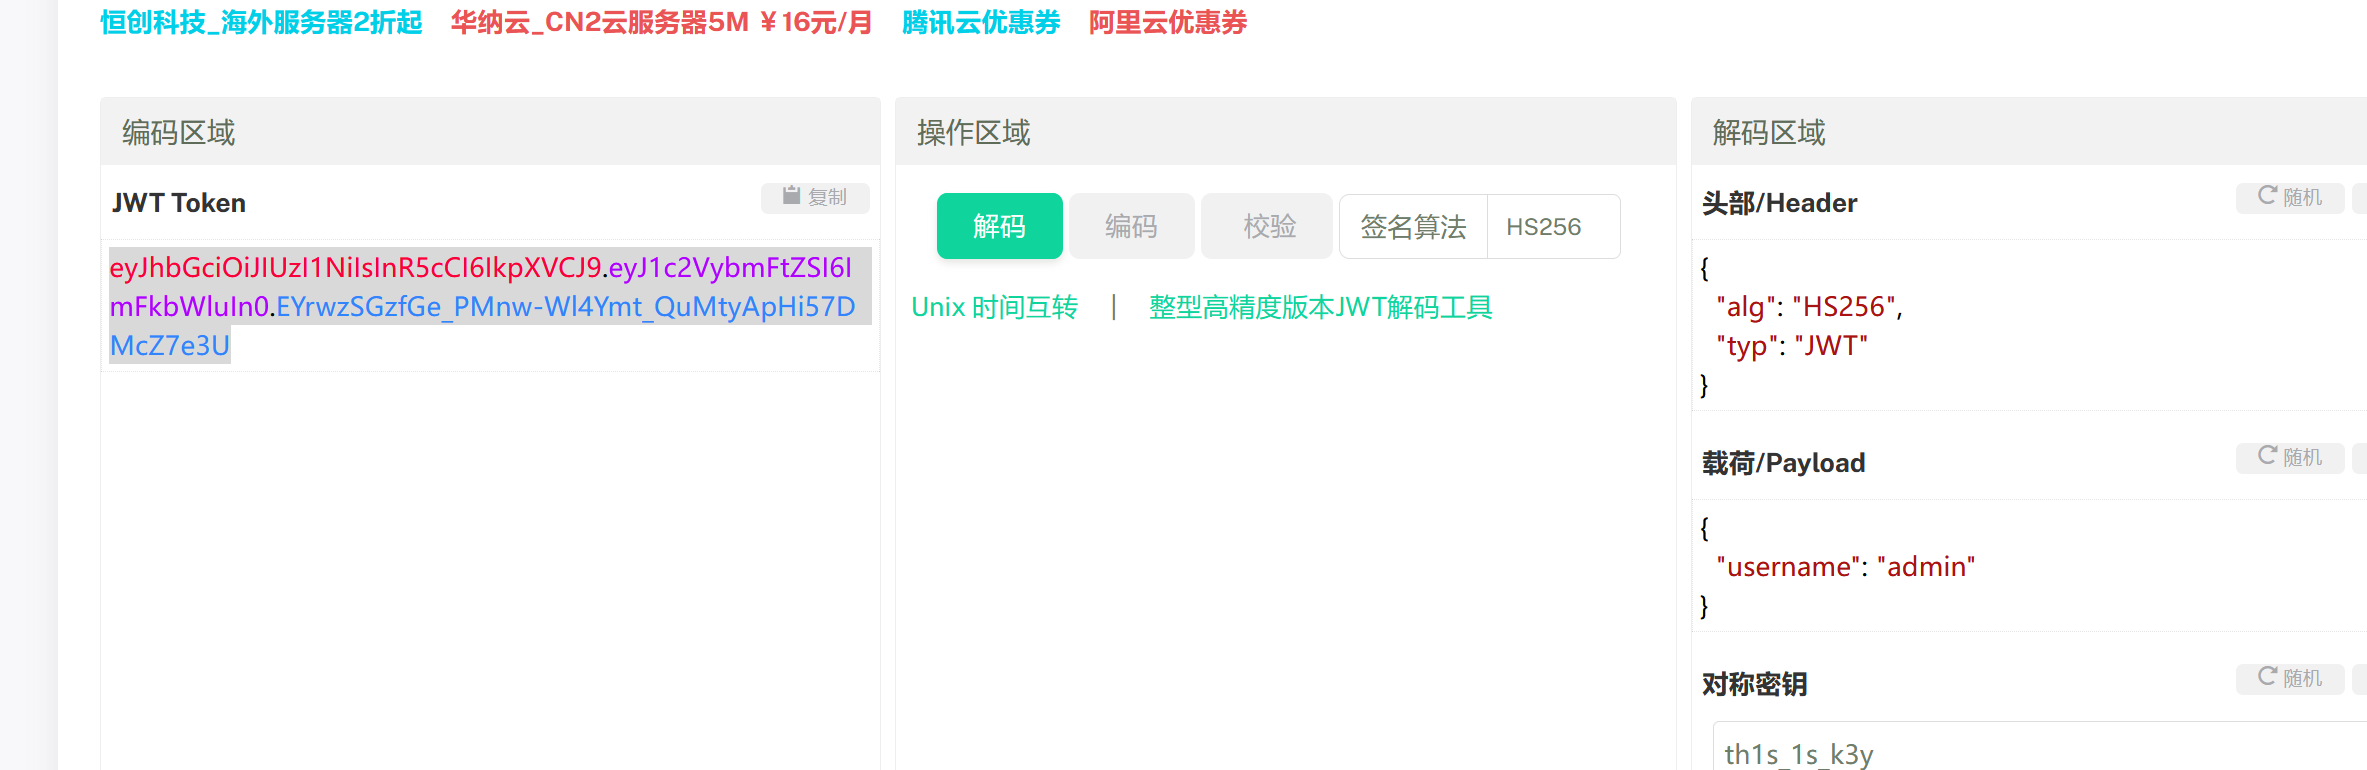 恒创科技_海外服务器2折起 华纳云_CN2云服务器5M ￥16元/月 腾讯云优惠券 阿里云优惠券
编码区域
JWT Token
复制
eyJhbGciOiJIUzI1NiIsInR5cCI6IkpXVCJ9.eyJ1c2VybmFtZSI6I
mFkbWluIn0.EYrwzSGzfGe_PMnw-Wl4Ymt_QuMtyApHi57D
McZ7e3U
操作区域
解码 编码 校验 签名算法 HS256
Unix 时间互转 | 整型高精度版本JWT解码工具
解码区域
头部/Header
随机
{
"alg": "HS256",
"typ": "JWT"
}
载荷/Payload
随机
{
"username": "admin"
}
对称密钥
随机
th1s_1s_k3y